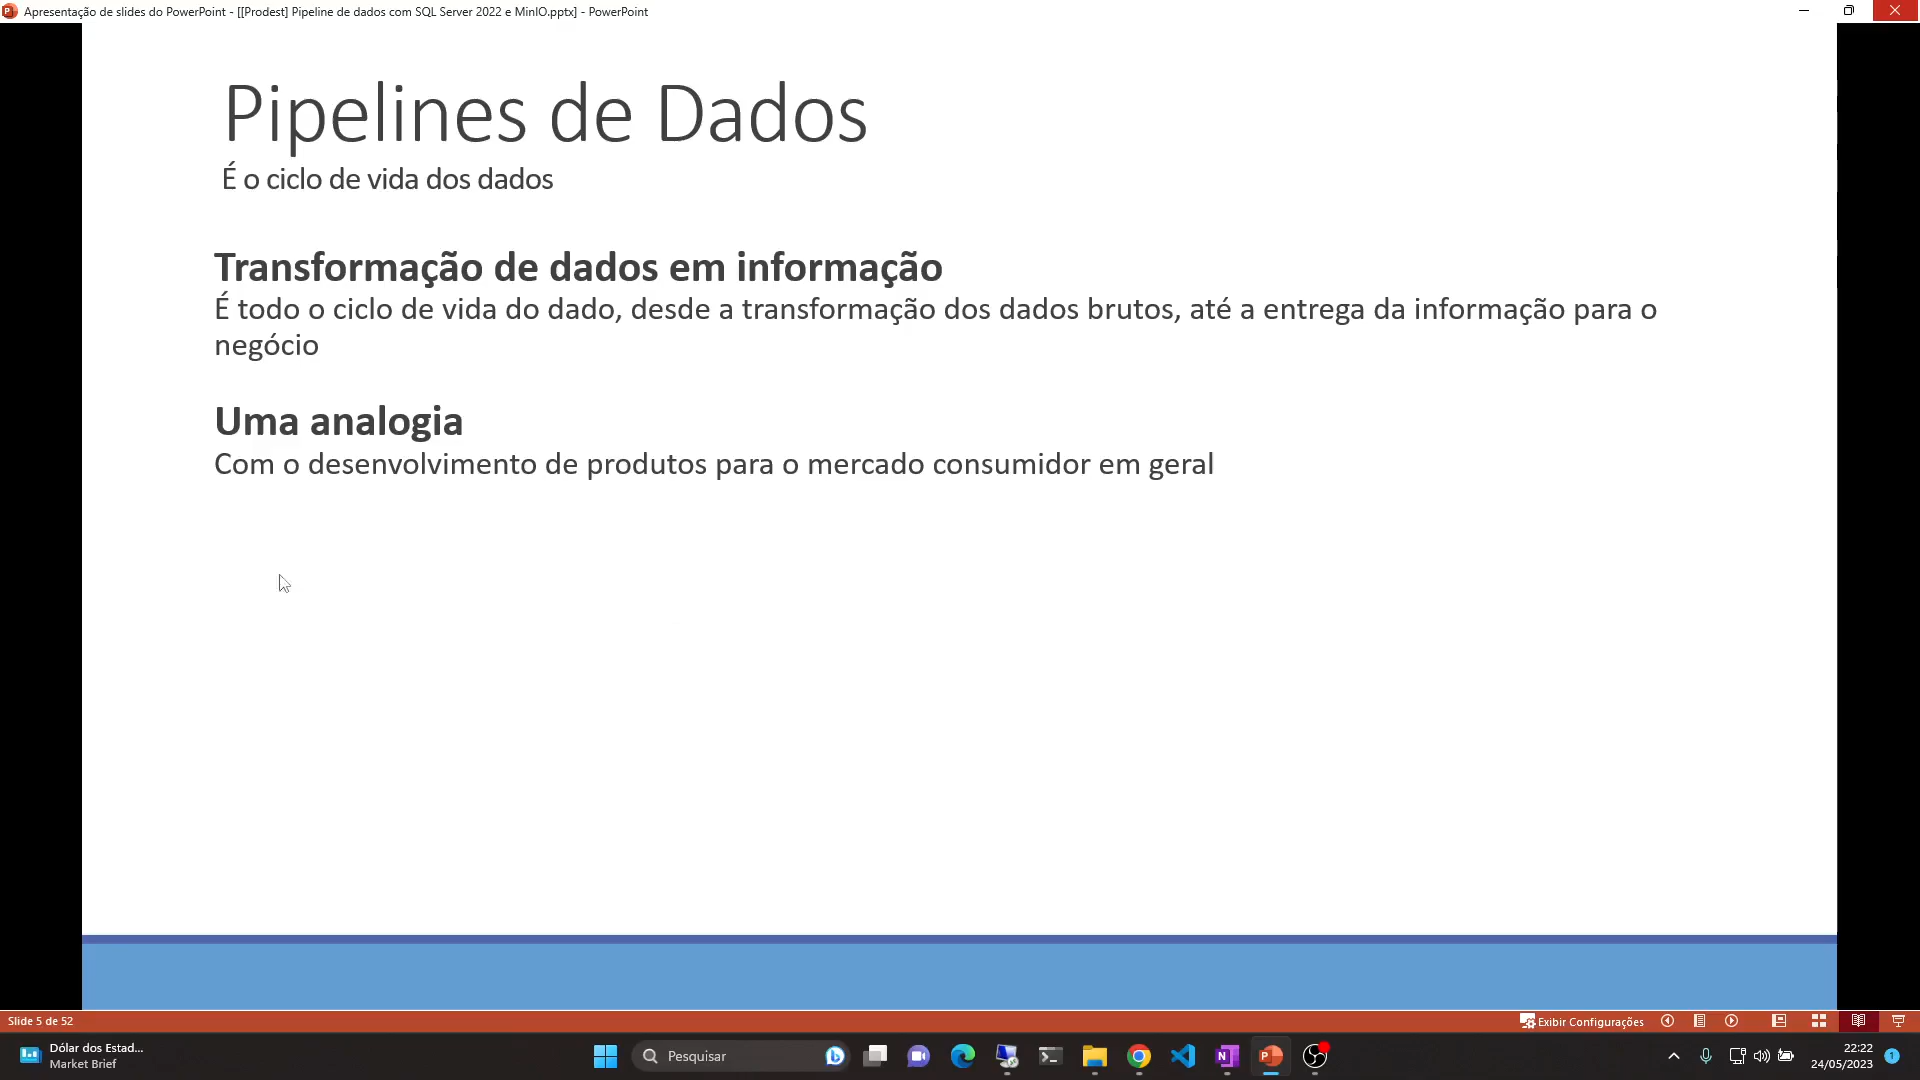 Apresentação de slides do PowerPoint - [[Prodest] Pipeline de dados com SQL Server 2022 e MinIO.pptx] - PowerPoint
Pipelines de Dados
É o ciclo de vida dos dados
Transformação de dados em informação
É todo o ciclo de vida do dado, desde a transformação dos dados brutos, até a entrega da informação para o
negócio
Uma analogia
Com o desenvolvimento de produtos para o mercado consumidor em geral
Slide 5 de 52
Exibir Configurações
Dólar dos Estad...
Market Brief
Pesquisar
22:22
24/05/2023
1